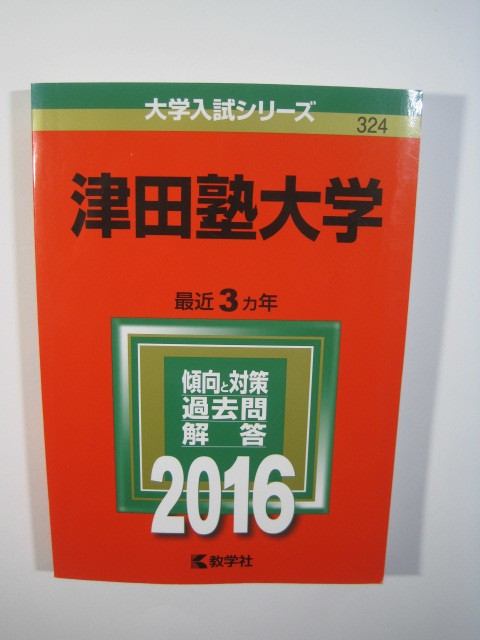 大学入試シリーズ
324
津田塾大学
最近3ヵ年
傾向と対策
過去問
解答
2016
教学社